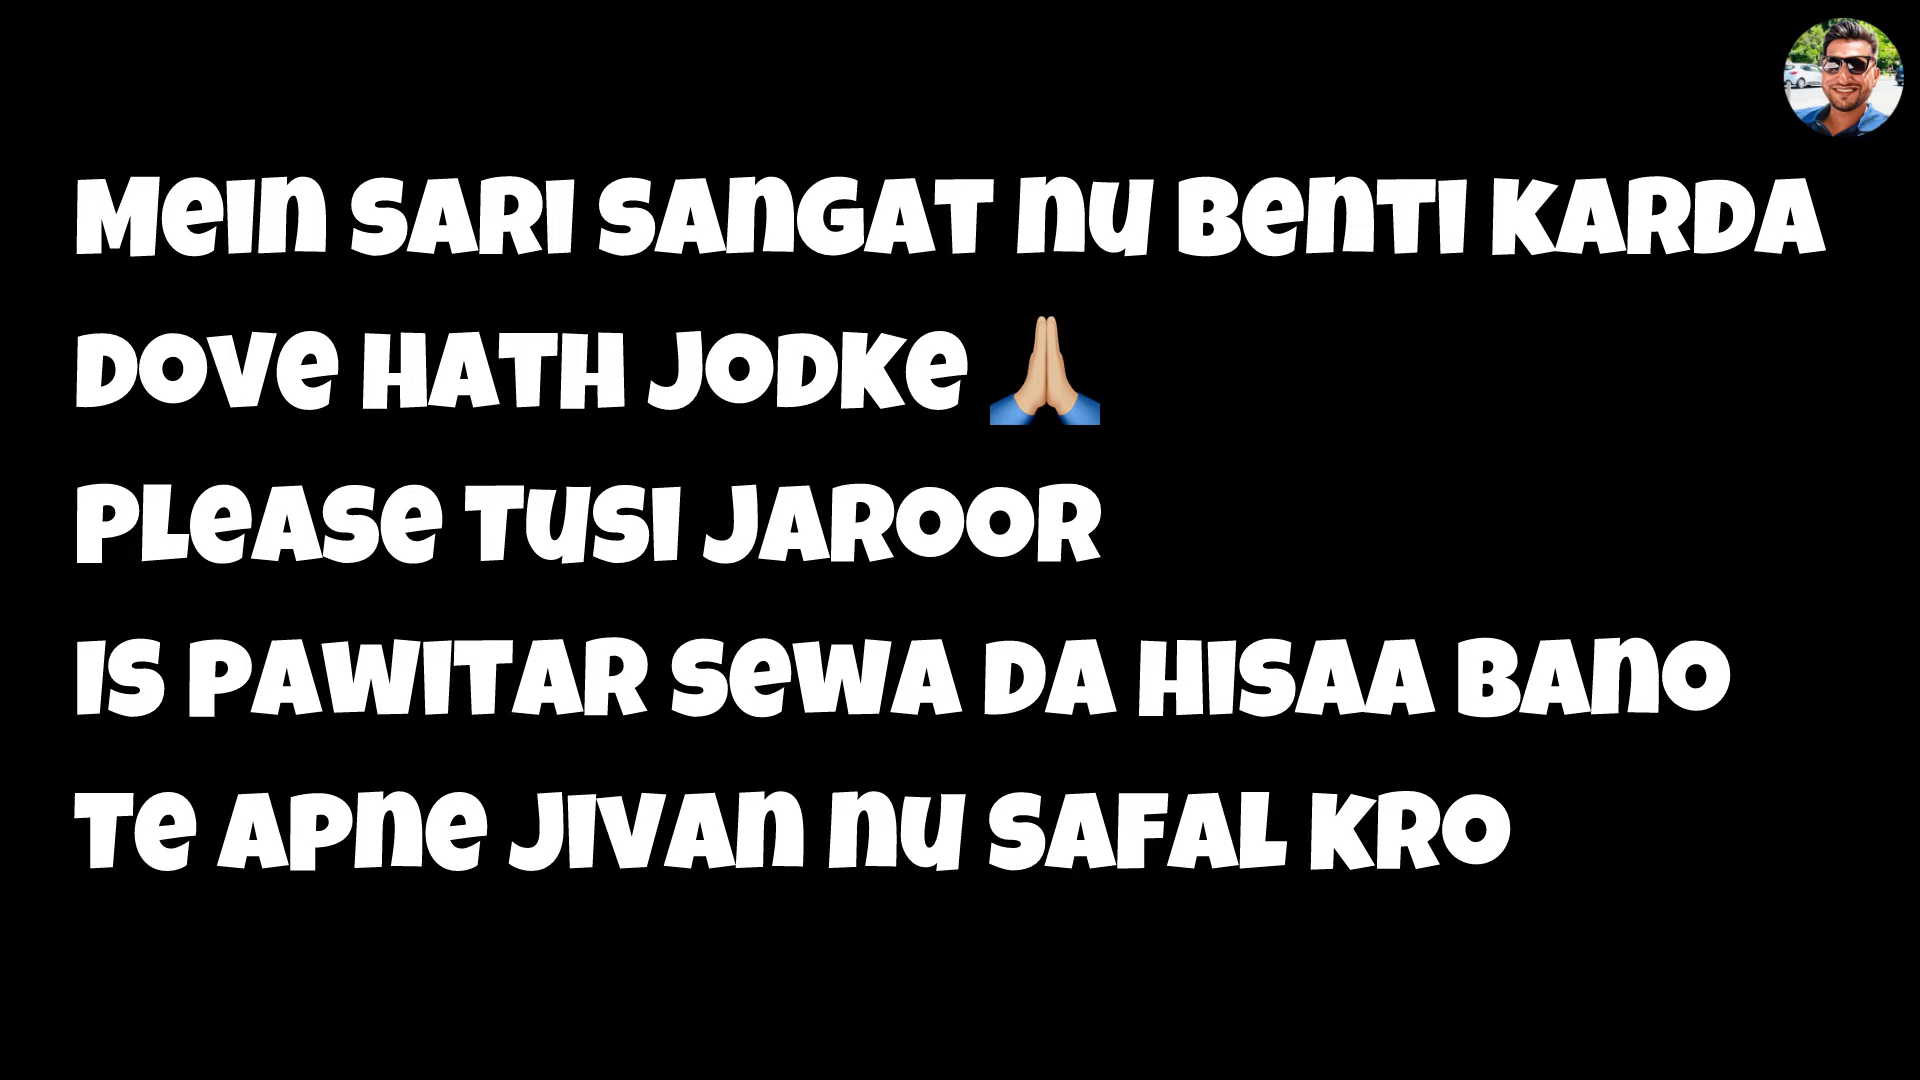 Mein sari sangat nu benti karda
dove hath jodke 🙏🏼
please tusi jaroor
is pawitar sewa da hisaa bano
te apne jivan nu safal kro